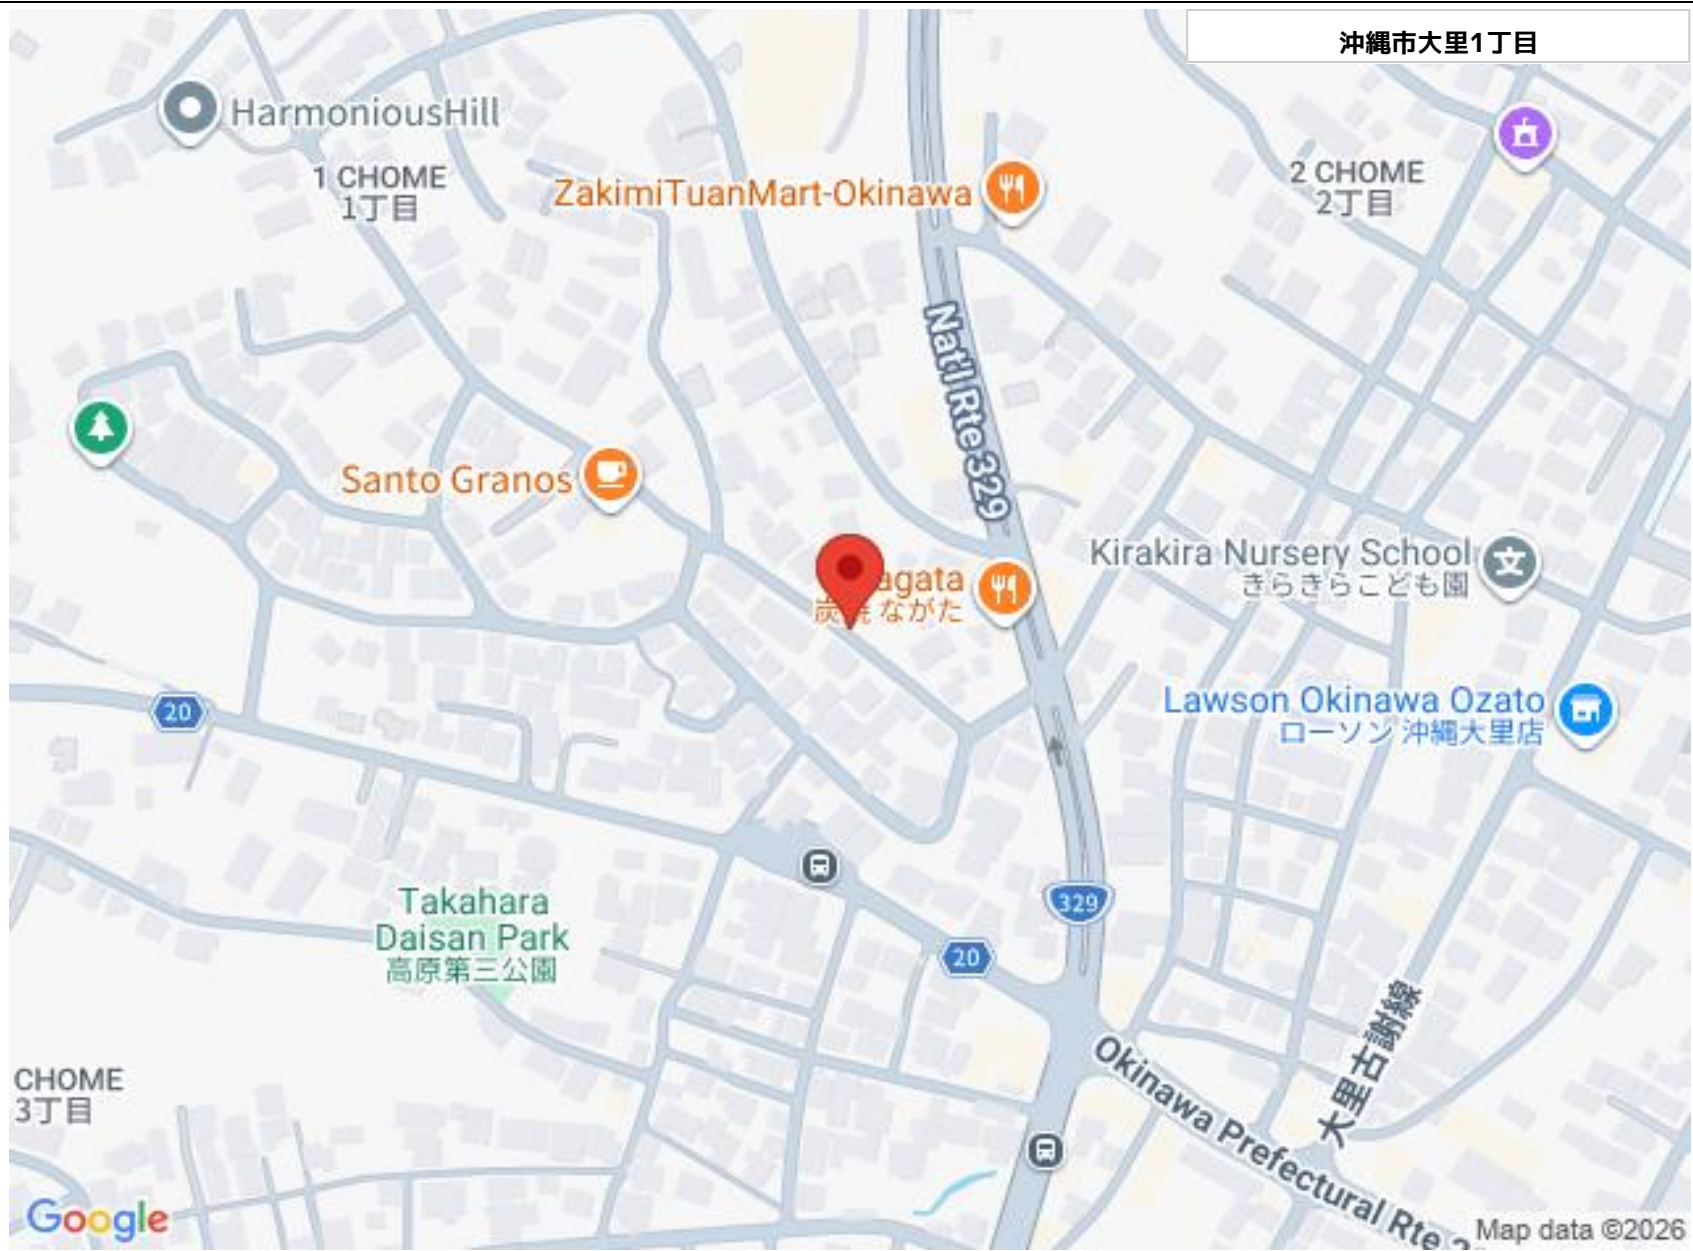 沖縄市大里1丁目
HarmoniousHill
1 CHOME
1丁目
ZakimiTuanMart-Okinawa
2 CHOME
2丁目
Nat'l Rte 329
Santo Granos
agata
ながた
Kirakira Nursery School
きらきらこども園
Lawson Okinawa Ozato
ローソン 沖縄大里店
20
Takahara
Daisan Park
高原第三公園
329
20
大里古謝線
CHOME
3丁目
Okinawa Prefectural Rte
Google
Map data ©2026